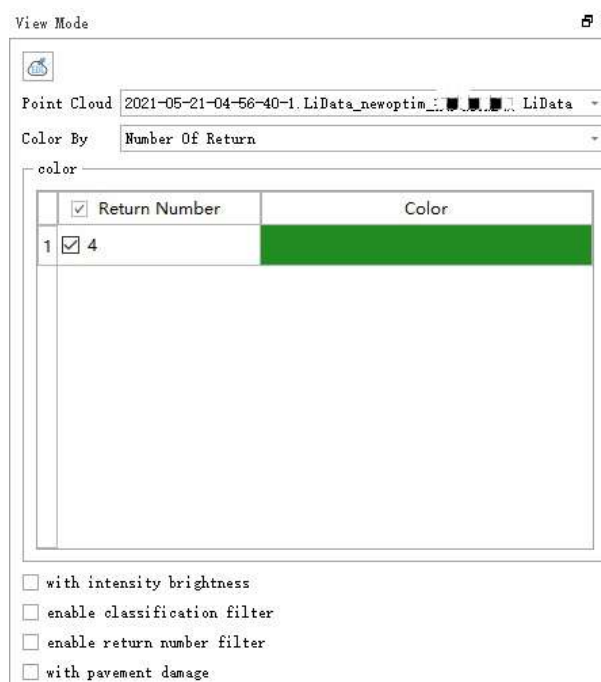 View Mode
Point Cloud 2021-05-21-04-56-40-1.LiData_newoptim_ LiData
Color By Number Of Return
color
Return Number Color
1 4
with intensity brightness
enable classification filter
enable return number filter
with pavement damage